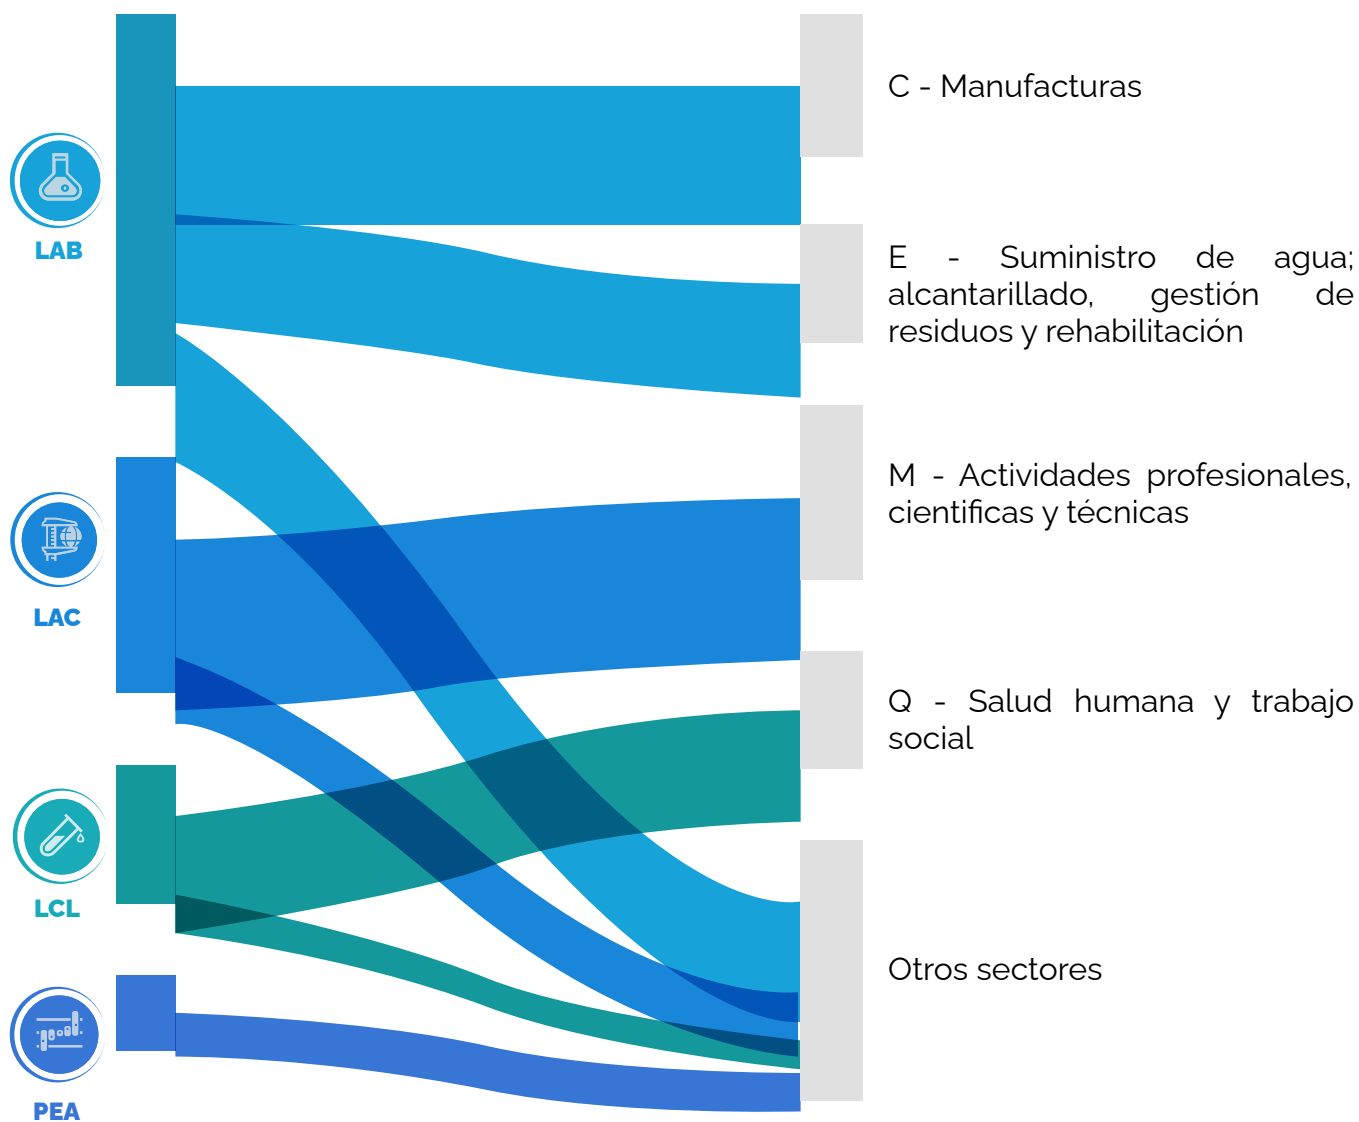 C - Manufacturas
LAB
E - Suministro de agua;
alcantarillado, gestión de
residuos y rehabilitación
M - Actividades profesionales,
cientificas y técnicas
LAC
Q - Salud humana y trabajo
social
LCL
Otros sectores
PEA